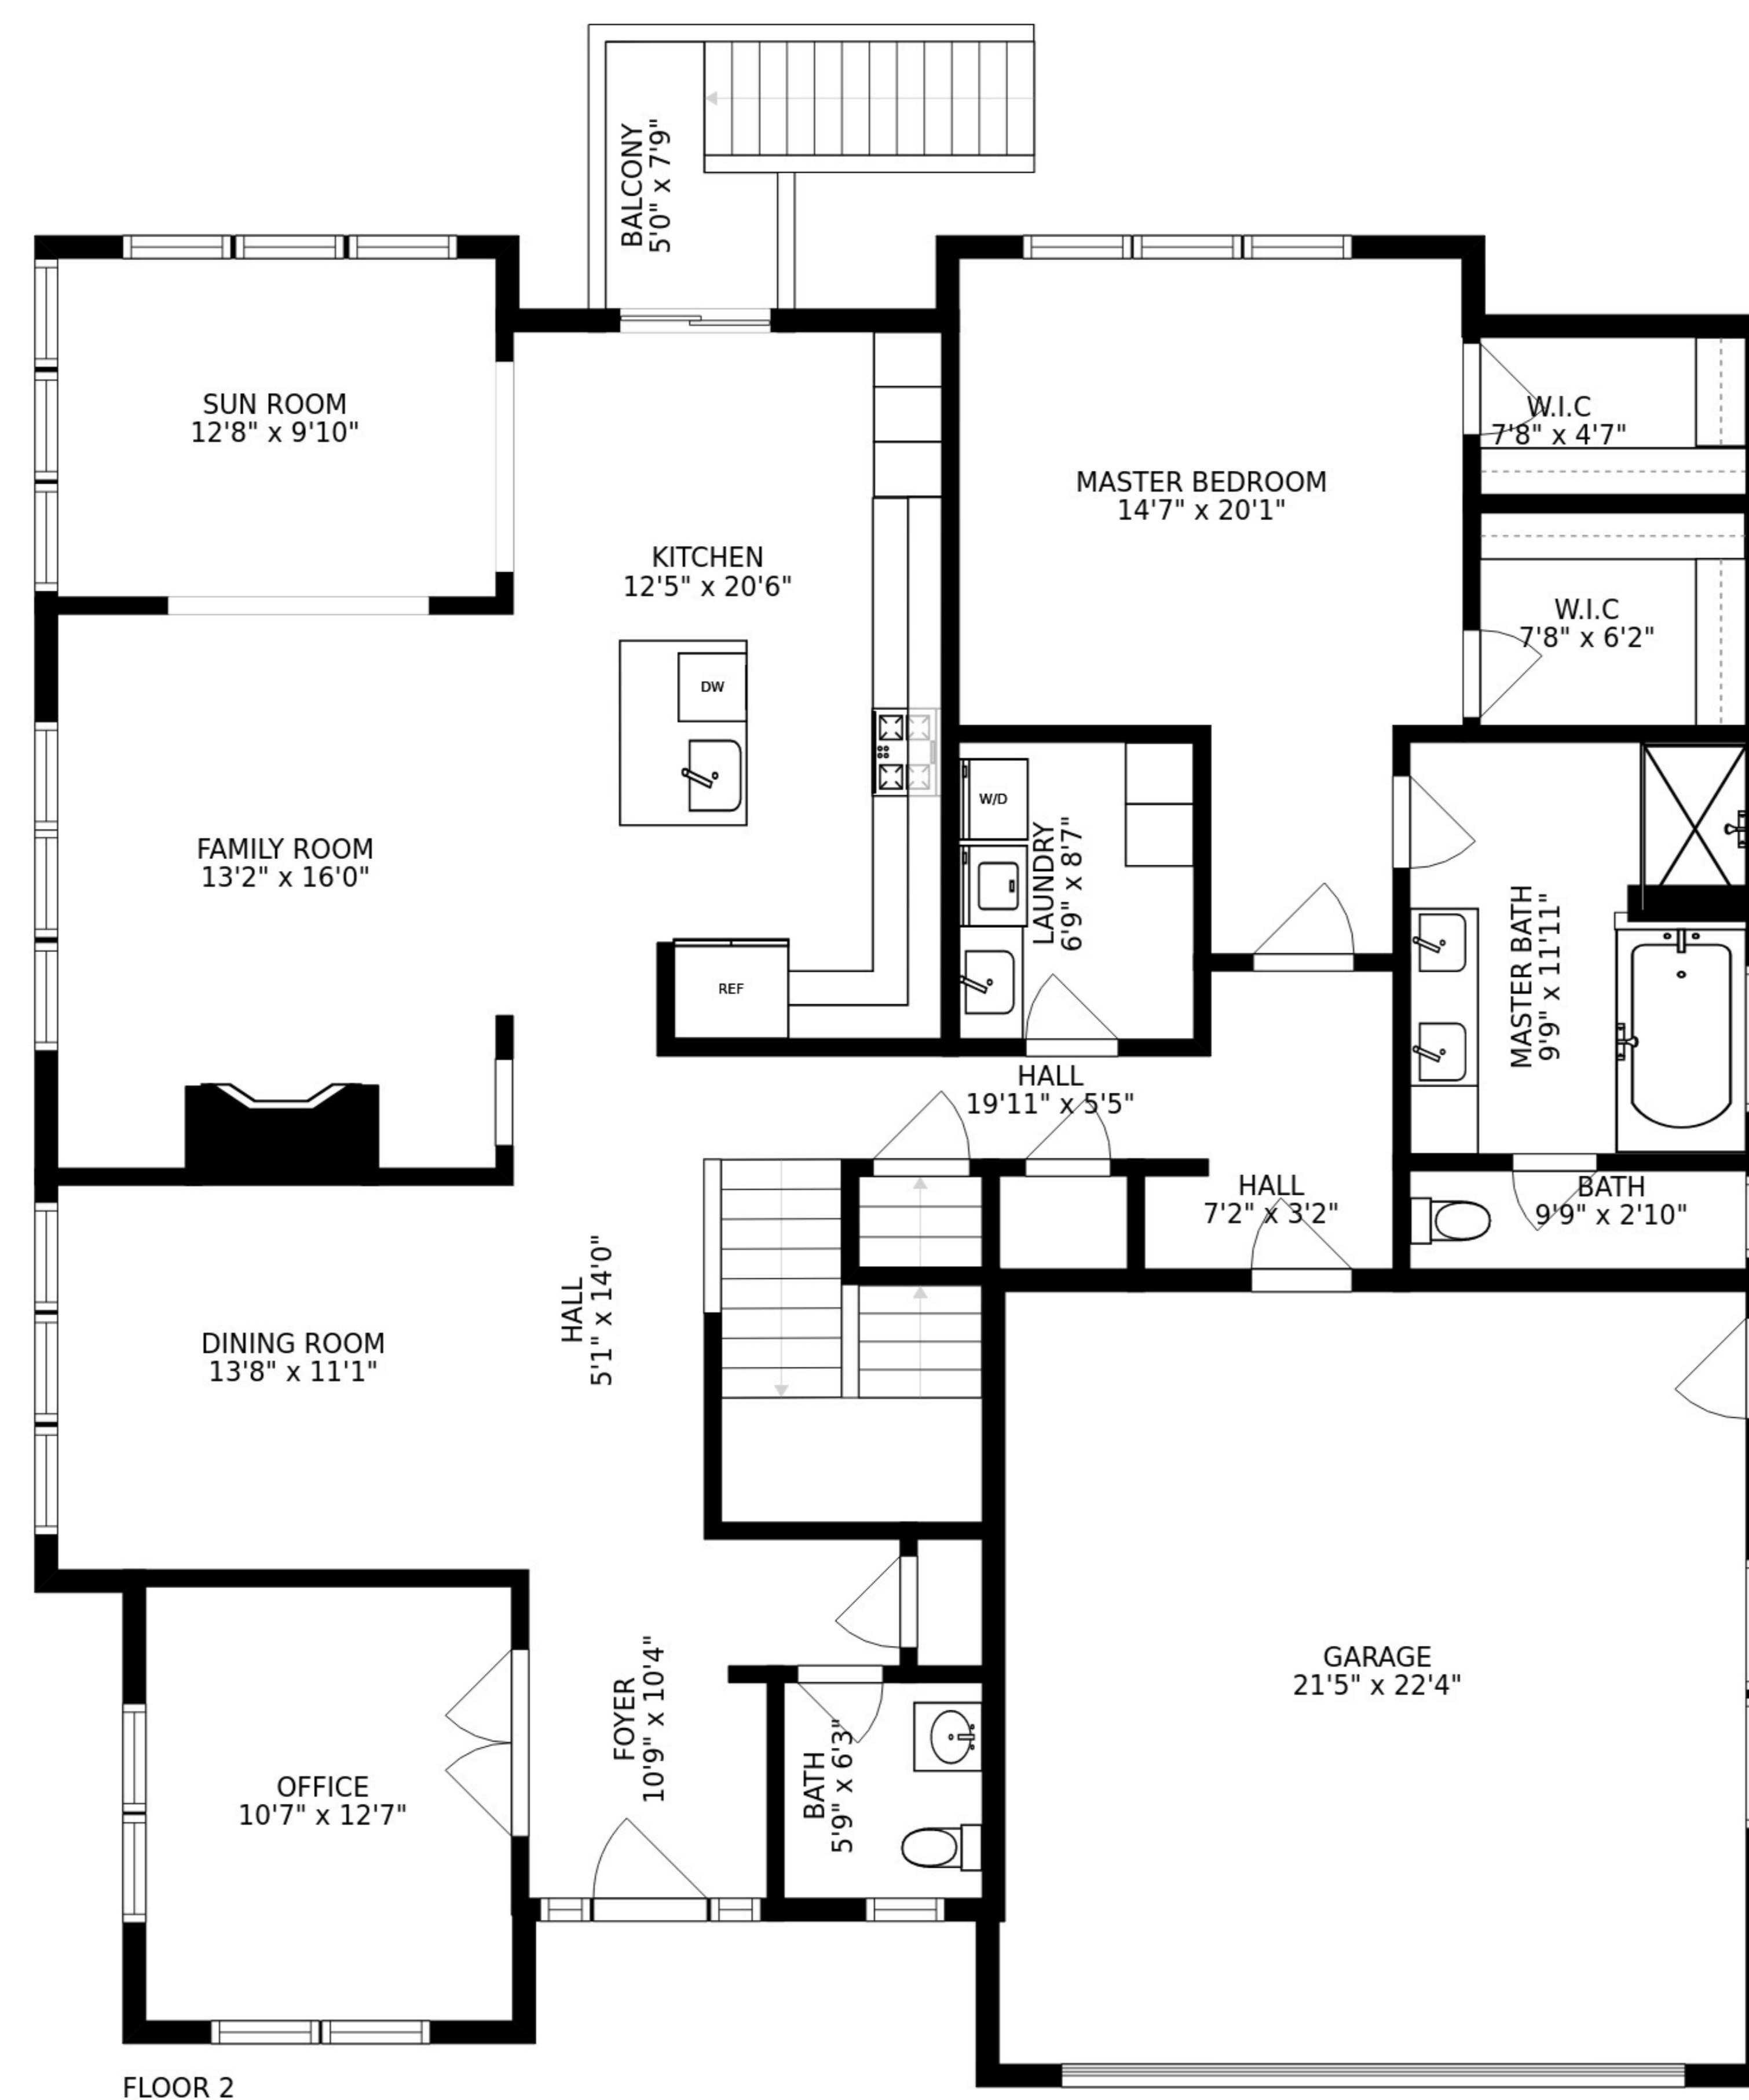 BALCONY
5'0" x 7'9"
SUN ROOM
12'8" x 9'10"
KITCHEN
12'5" x 20'6"
MASTER BEDROOM
14'7" x 20'1"
W.I.C
7'8" x 4'7"
W.I.C
7'8" x 6'2"
DW
W/D
FAMILY ROOM
13'2" x 16'0"
LAUNDRY
6'9" x 8'7"
REF
MASTER BATH
9'9" x 11'11"
HALL
19'11" x 5'5"
HALL
7'2" x 3'2"
BATH
9'9" x 2'10"
DINING ROOM
13'8" x 11'1"
HALL
5'1" x 14'0"
GARAGE
21'5" x 22'4"
FOYER
10'9" x 10'4"
BATH
5'9" x 6'3"
OFFICE
10'7" x 12'7"
FLOOR 2